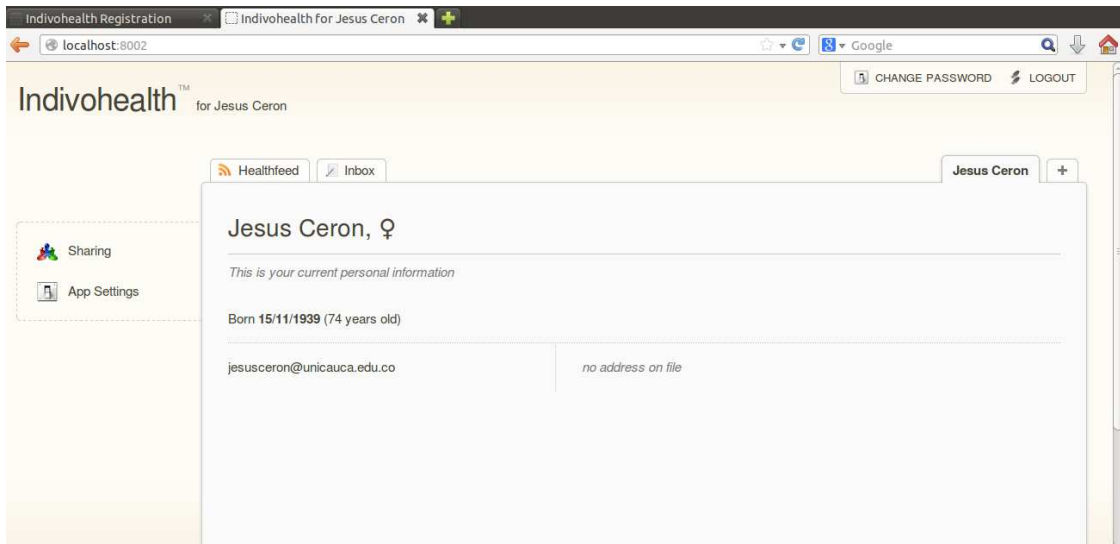 Indivohealth Registration
Indivohealth for Jesus Ceron
localhost:8002
Google
CHANGE PASSWORD
LOGOUT
Indivohealth™ for Jesus Ceron
Healthfeed
Inbox
Jesus Ceron
+
Jesus Ceron, ♀
Sharing
This is your current personal information
App Settings
Born 15/11/1939 (74 years old)
jesusceron@unicauca.edu.co
no address on file